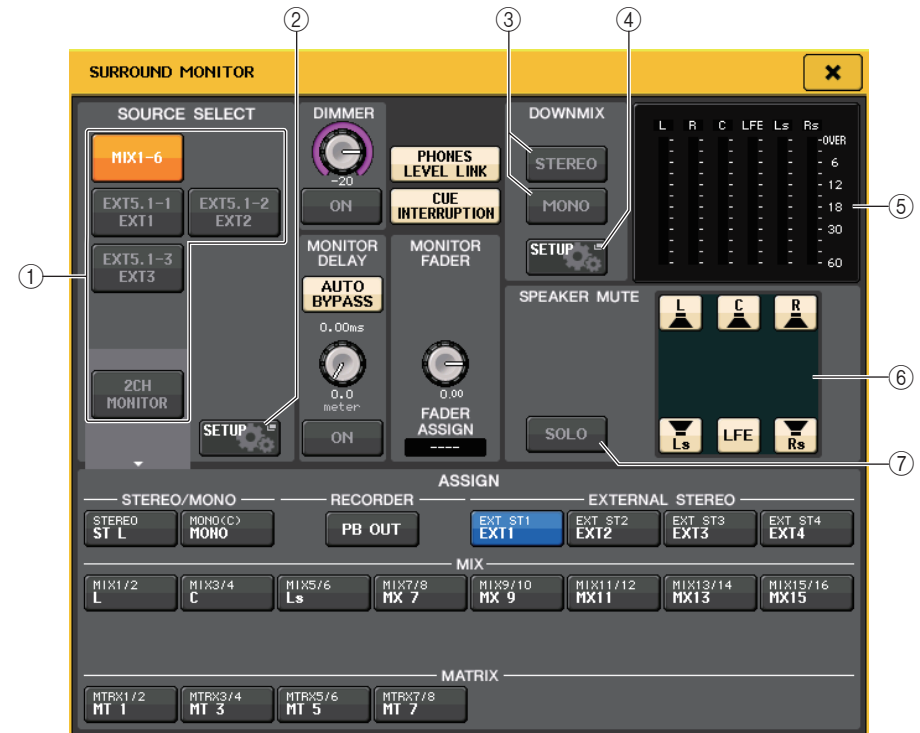 ② ③ ④
SURROUND MONITOR
SOURCE SELECT
MIX1-6
EXT5.1-1
EXT1
EXT5.1-2
EXT2
EXT5.1-3
EXT3
2CH
MONITOR
SETUP
①
DIMMER
-20
ON
PHONES
LEVEL LINK
CUE
INTERRUPTION
MONITOR
DELAY
AUTO
BYPASS
0.00ms
0.0
meter
ON
MONITOR
FADER
0.00
FADER
ASSIGN
----
DOWNMIX
STEREO
MONO
SETUP
L R C LFE Ls Rs
OVER
6
12
18
30
60
⑤
SPEAKER MUTE
L C R
Ls LFE Rs
⑥
SOLO
⑦
ASSIGN
STEREO/MONO
STEREO
ST L
MONO(C)
MONO
RECORDER
PB OUT
EXTERNAL STEREO
EXT ST1
EXT1
EXT ST2
EXT2
EXT ST3
EXT3
EXT ST4
EXT4
MIX
MIX1/2
L
MIX3/4
C
MIX5/6
Ls
MIX7/8
MX 7
MIX9/10
MX 9
MIX11/12
MX11
MIX13/14
MX13
MIX15/16
MX15
MATRIX
MTRX1/2
MT 1
MTRX3/4
MT 3
MTRX5/6
MT 5
MTRX7/8
MT 7